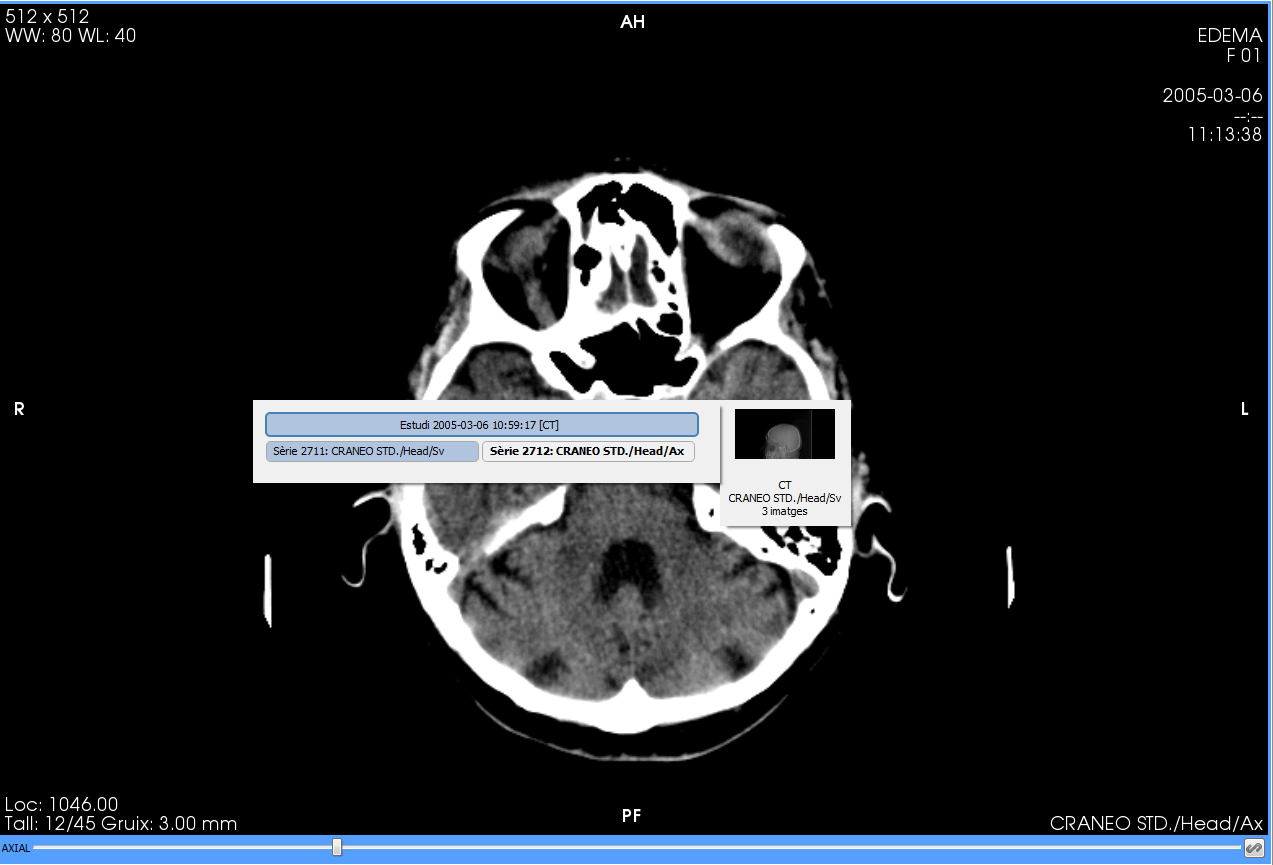 512 x 512
WW: 80 WL: 40
AH
EDEMA
F 01
2005-03-06
--:--
11:13:38
R
L
Estudi 2005-03-06 10:59:17 [CT]
Sèrie 2711: CRANEO STD./Head/Sv
Sèrie 2712: CRANEO STD./Head/Ax
CT
CRANEO STD./Head/Sv
3 imatges
Loc: 1046.00
Tall: 12/45 Gruix: 3.00 mm
PF
CRANEO STD./Head/Ax
AXIAL